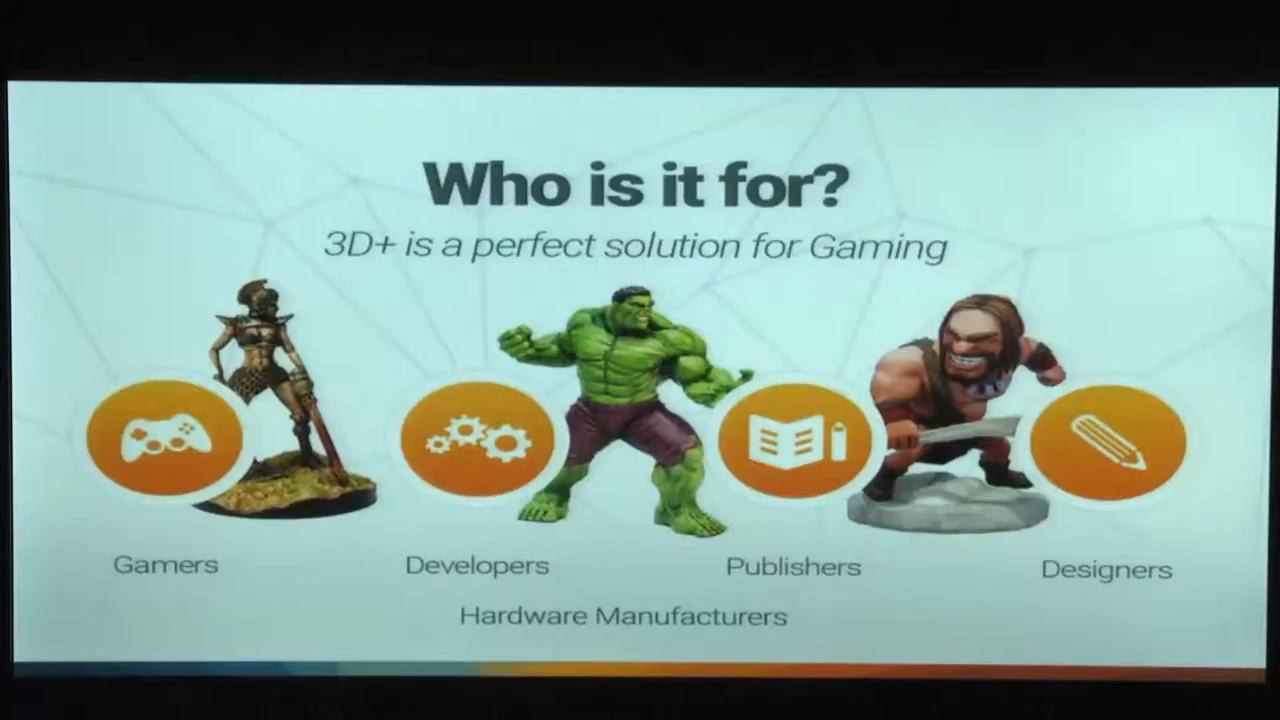 Who is it for?
3D+ is a perfect solution for Gaming
Gamers
Developers
Publishers
Designers
Hardware Manufacturers